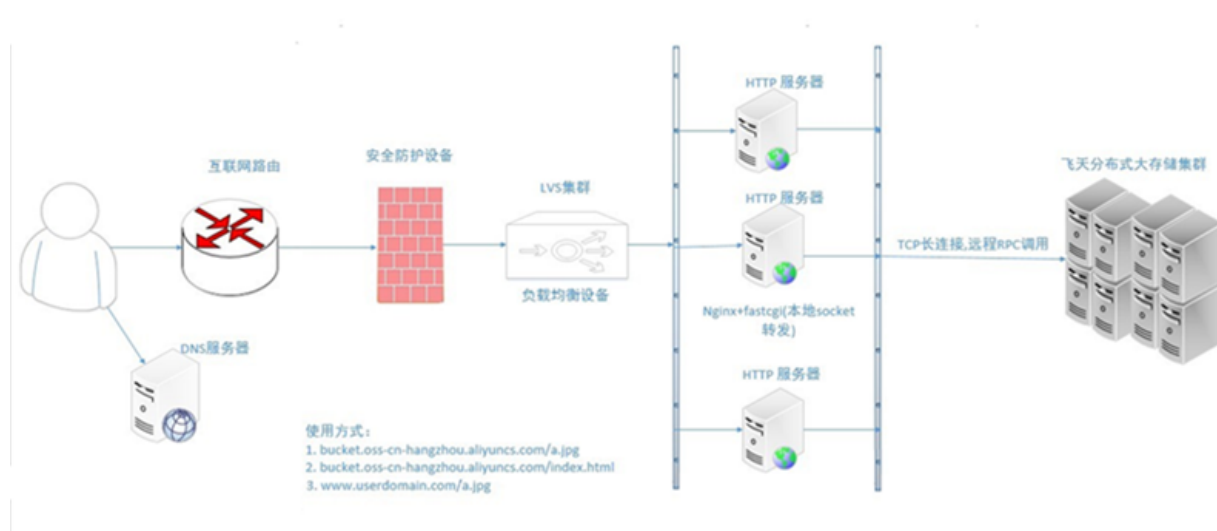 HTTP 服务器
安全防护设备
互联网路由
飞天分布式大存储集群
LVS集群
HTTP 服务器
TCP长连接,远程RPC调用
负载均衡设备
Nginx+fastcgi(本地socket
转发)
DNS服务器
HTTP 服务器
使用方式:
1. bucket.oss-cn-hangzhou.aliyuncs.com/a.jpg
2. bucket.oss-cn-hangzhou.aliyuncs.com/index.html
3. www.userdomain.com/a.jpg